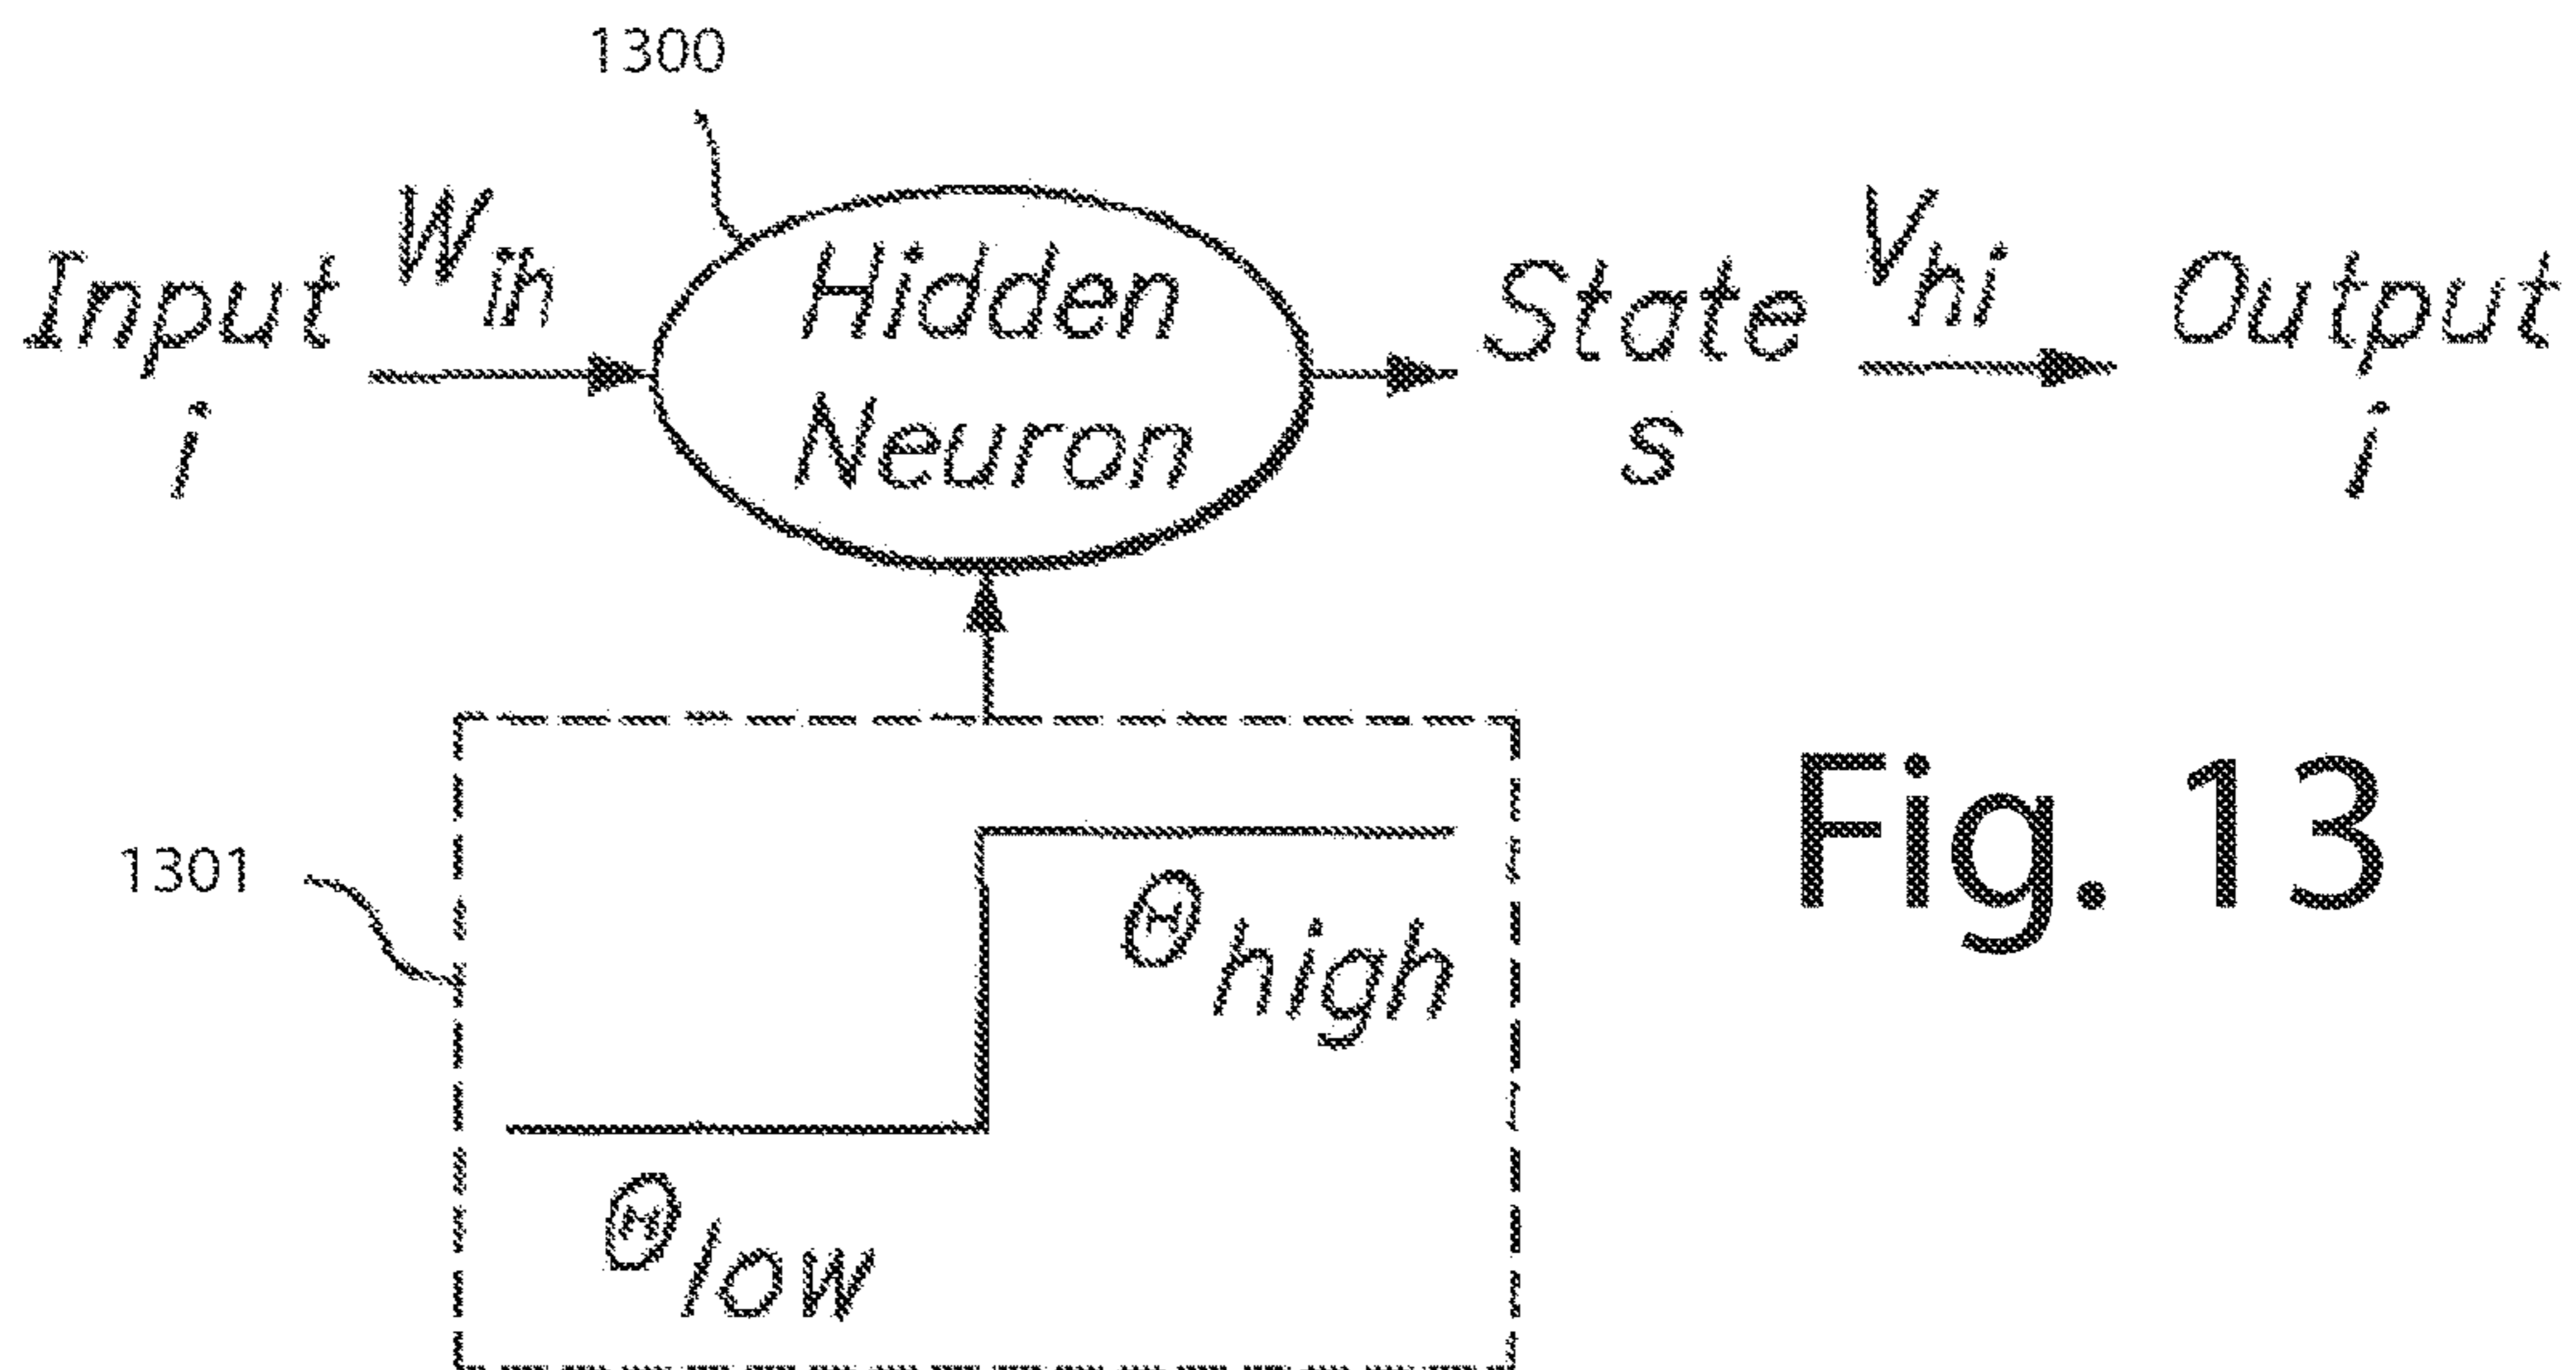 1300
Input
i
W_ih
Hidden
Neuron
State
s
V_hi
Output
i
1301
Θ_high
Θ_low
Fig. 13